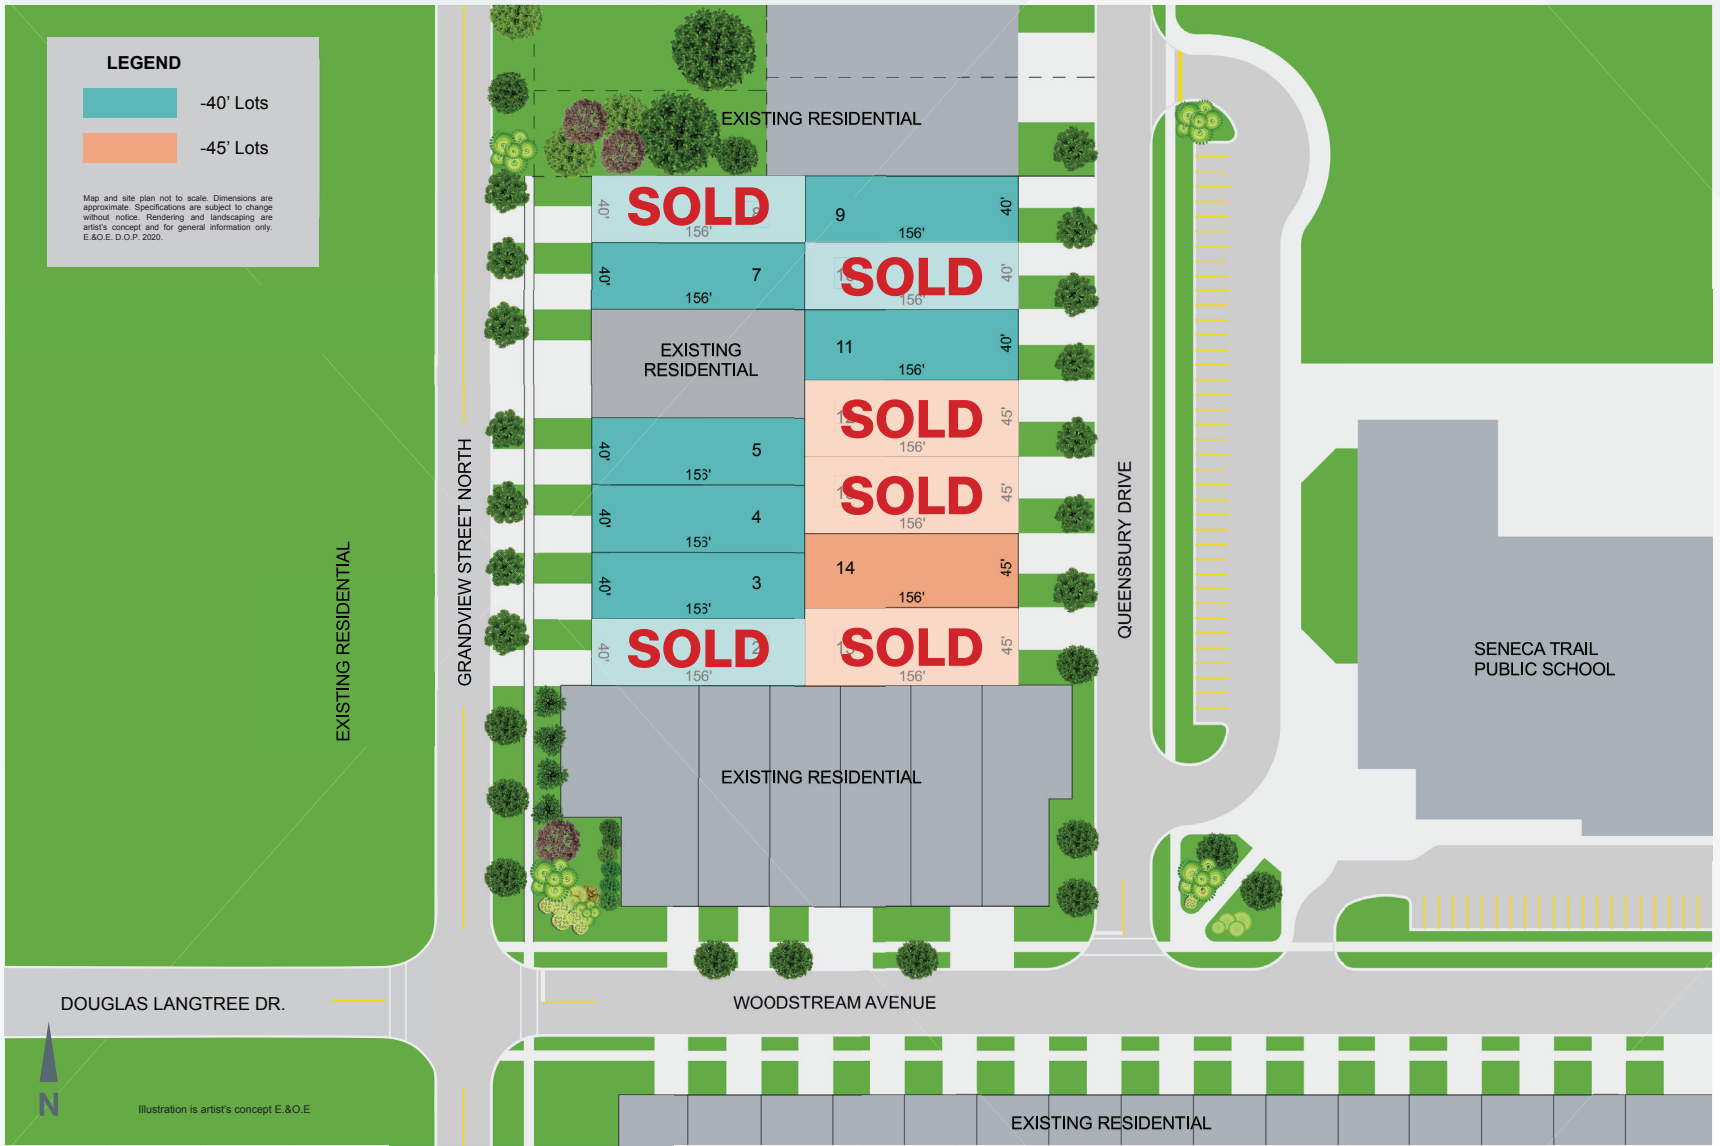 LEGEND
-40’ Lots
-45’ Lots
Map and site plan not to scale. Dimensions are
approximate. Specifications are subject to change
without notice. Rendering and landscaping are
artist's concept and for general information only.
E.&O.E. D.O.P. 2020.
EXISTING RESIDENTIAL
40'
SOLD
156'
9
156'
40'
40'
7
156'
SOLD
156'
40'
EXISTING
RESIDENTIAL
11
156'
40'
SOLD
156'
45'
40'
5
156'
SOLD
156'
45'
40'
4
156'
14
156'
45'
40'
3
156'
40'
SOLD
2
156'
SOLD
156'
45'
EXISTING RESIDENTIAL
GRANDVIEW STREET NORTH
QUEENSBURY DRIVE
SENECA TRAIL
PUBLIC SCHOOL
EXISTING RESIDENTIAL
DOUGLAS LANGTREE DR.
WOODSTREAM AVENUE
N
Illustration is artist's concept E.&O.E
EXISTING RESIDENTIAL